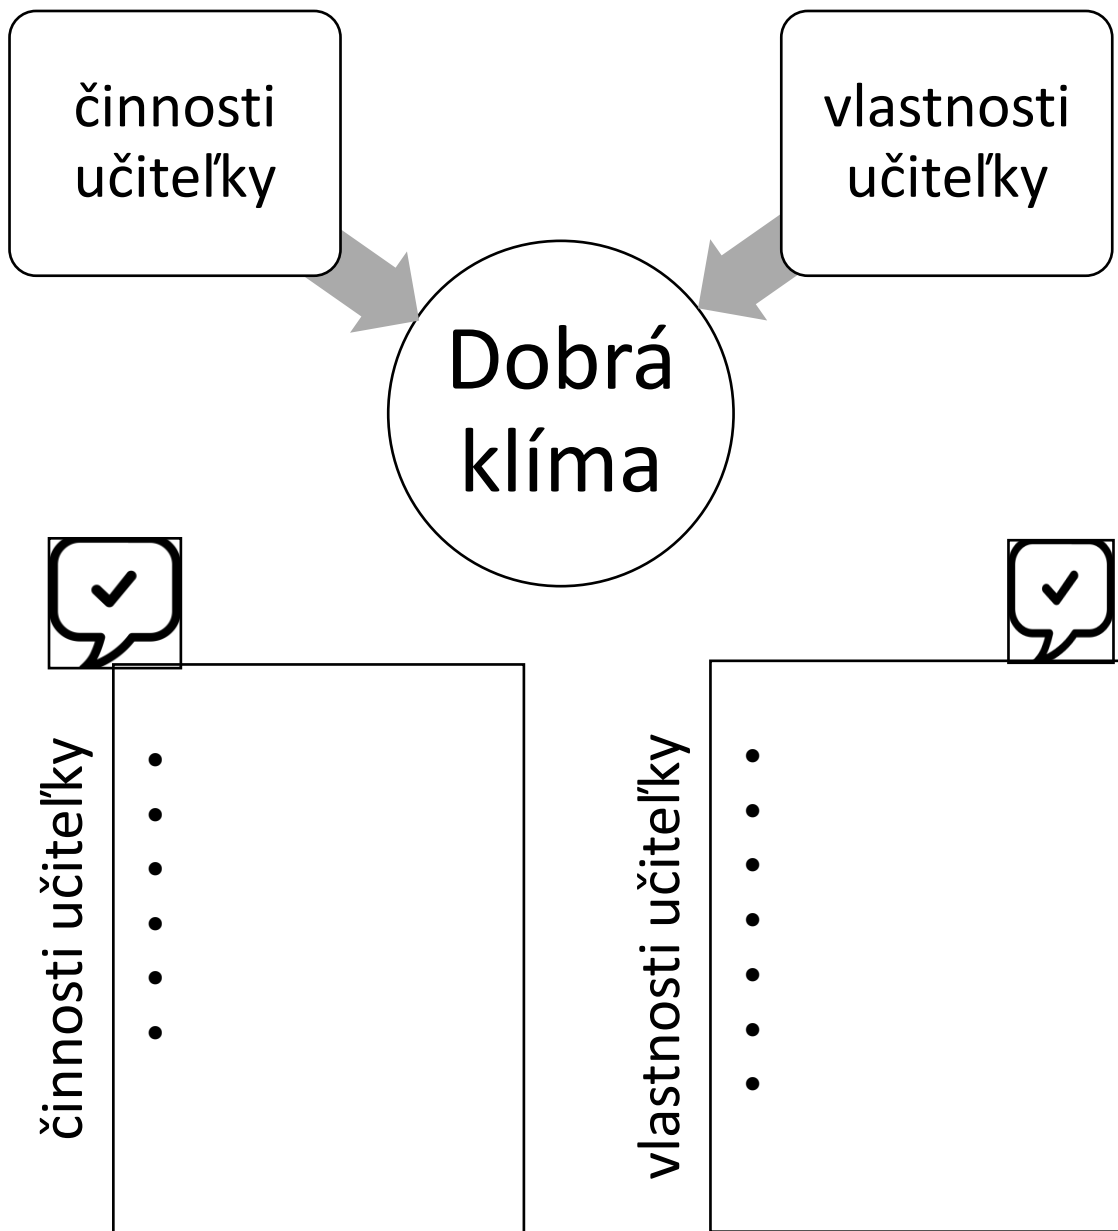 činnosti
učiteľky
vlastnosti
učiteľky
Dobrá
klíma
činnosti učiteľky
•
•
•
•
•
•
vlastnosti učiteľky
•
•
•
•
•
•
•